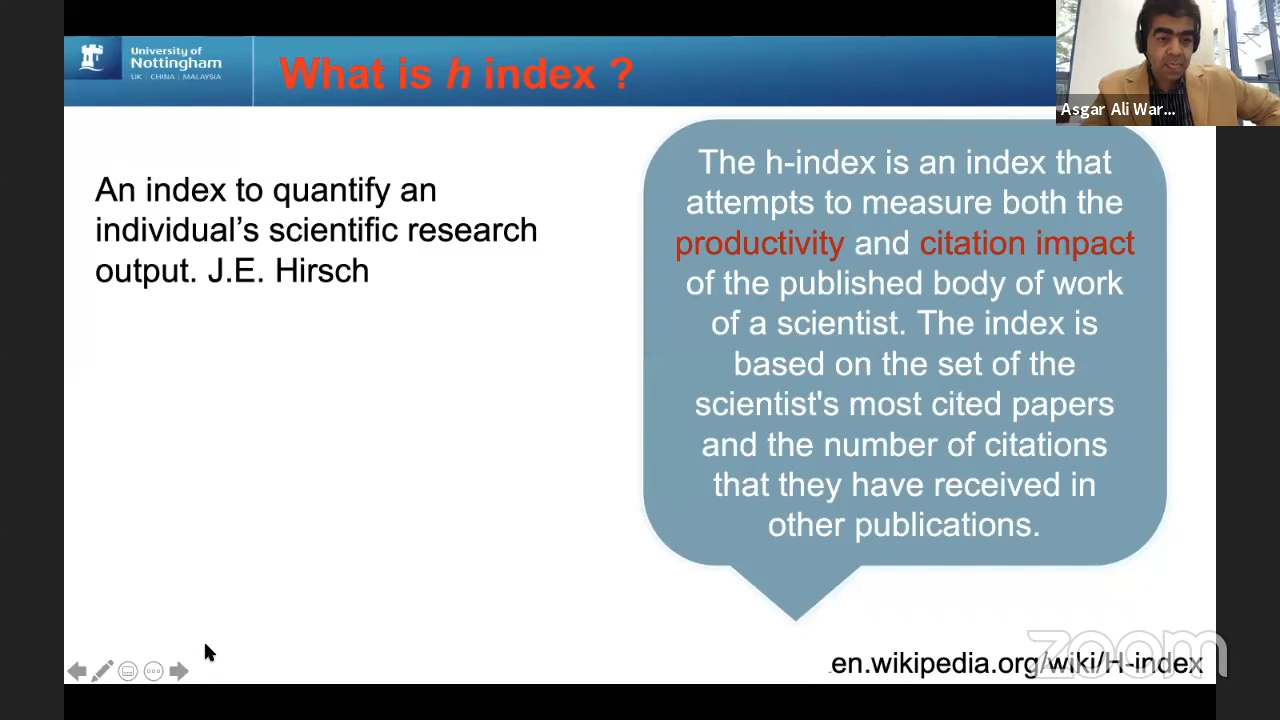 University of
Nottingham
UK | CHINA | MALAYSIA
What is h index ?
Asgar Ali War...
An index to quantify an
individual’s scientific research
output. J.E. Hirsch
The h-index is an index that
attempts to measure both the
productivity and citation impact
of the published body of work
of a scientist. The index is
based on the set of the
scientist's most cited papers
and the number of citations
that they have received in
other publications.
en.wikipedia.org/wiki/H-index
zoom